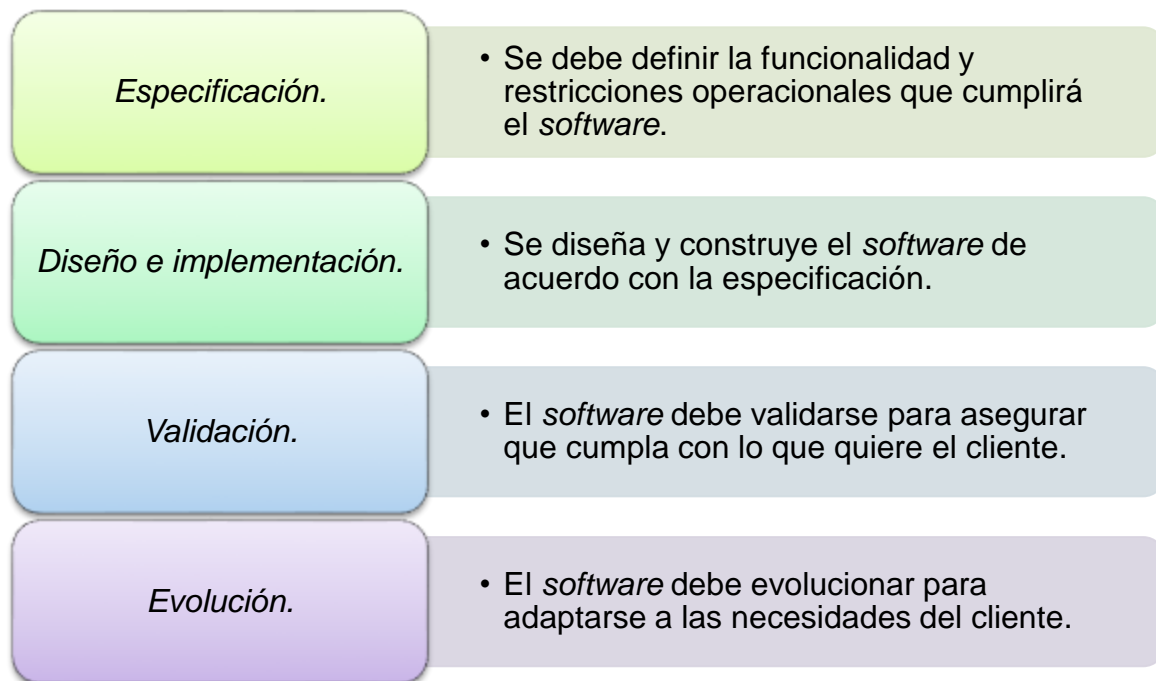 Especificación.
• Se debe definir la funcionalidad y
restricciones operacionales que cumplirá
el software.
Diseño e implementación.
• Se diseña y construye el software de
acuerdo con la especificación.
Validación.
• El software debe validarse para asegurar
que cumpla con lo que quiere el cliente.
Evolución.
• El software debe evolucionar para
adaptarse a las necesidades del cliente.